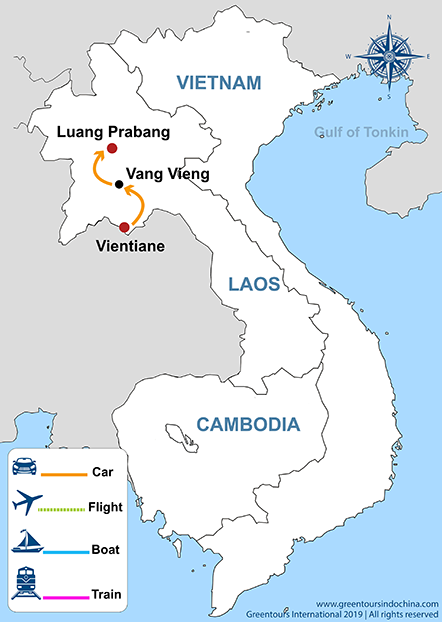 N
W
E
S
VIETNAM
Luang Prabang
Gulf of Tonkin
Vang Vieng
Vientiane
LAOS
CAMBODIA
Car
Flight
Boat
Train
www.greentoursindochina.com
Greentours International 2019 | All rights reserved